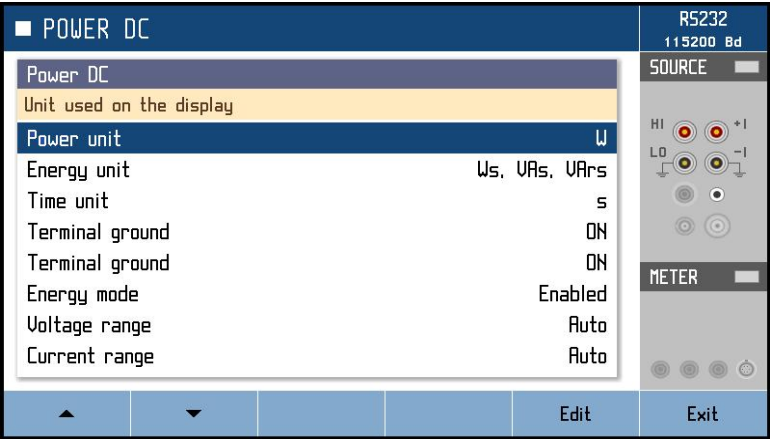 POWER DC
RS232
115200 Bd
Power DC
Unit used on the display
Power unit W
Energy unit Ws, VAs, VArs
Time unit s
Terminal ground ON
Terminal ground ON
Energy mode Enabled
Voltage range Auto
Current range Auto
SOURCE
HI +I
LO -I
METER
Edit
Exit